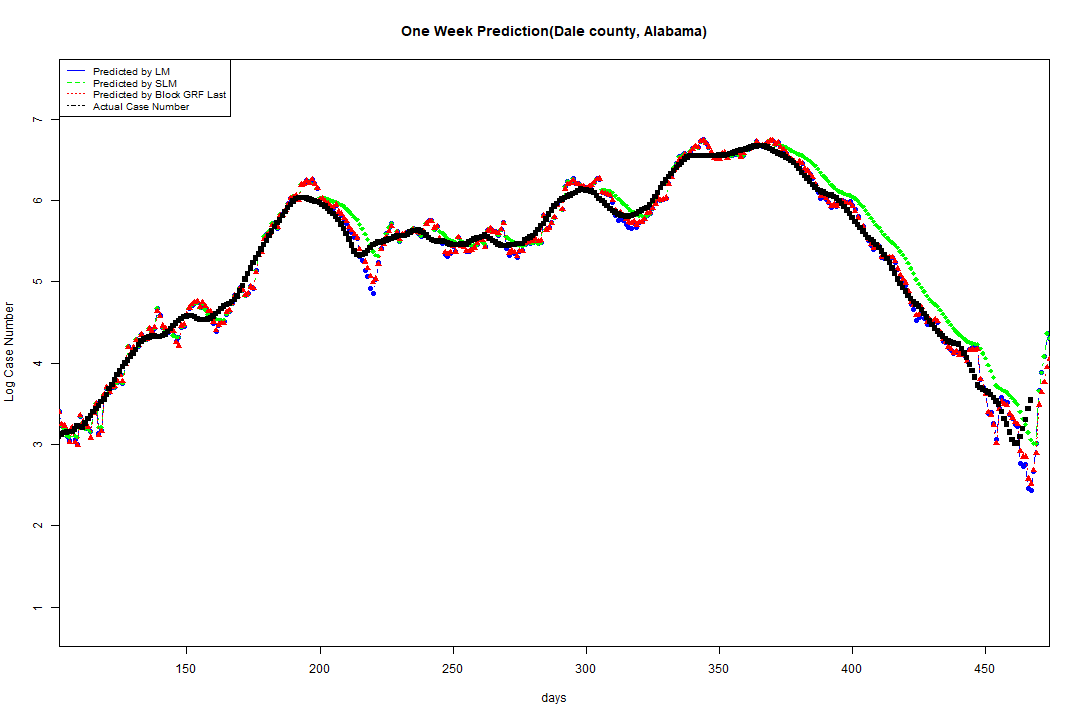 One Week Prediction(Dale county, Alabama)
Predicted by LM
Predicted by SLM
Predicted by Block GRF Last
Actual Case Number
7
6
5
4
3
2
1
Log Case Number
150 200 250 300 350 400 450
days